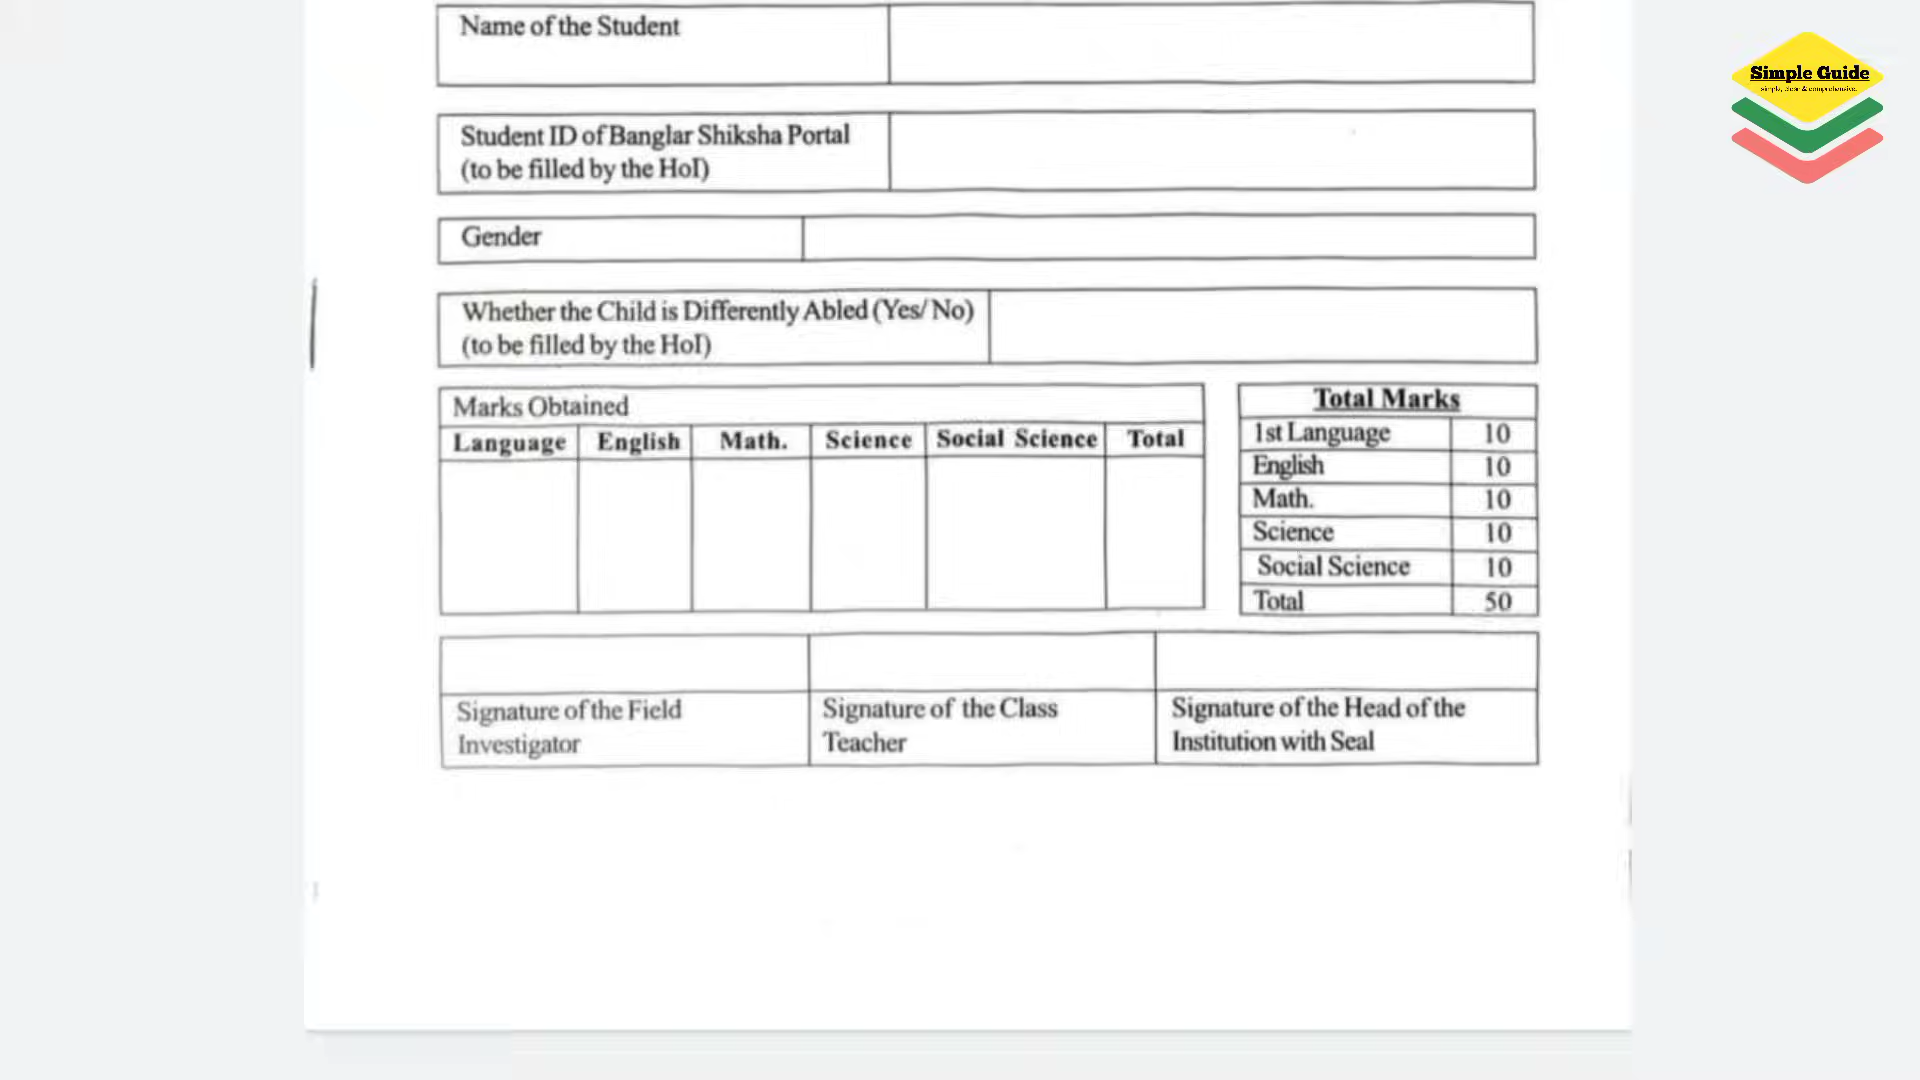 Name of the Student
Student ID of Banglar Shiksha Portal
(to be filled by the HoI)
Gender
Whether the Child is Differently Abled (Yes/ No)
(to be filled by the HoI)
Marks Obtained
Language English Math. Science Social Science Total
Total Marks
1st Language 10
English 10
Math. 10
Science 10
Social Science 10
Total 50
Signature of the Field
Investigator
Signature of the Class
Teacher
Signature of the Head of the
Institution with Seal
Simple Guide
simple, clear & comprehensive.